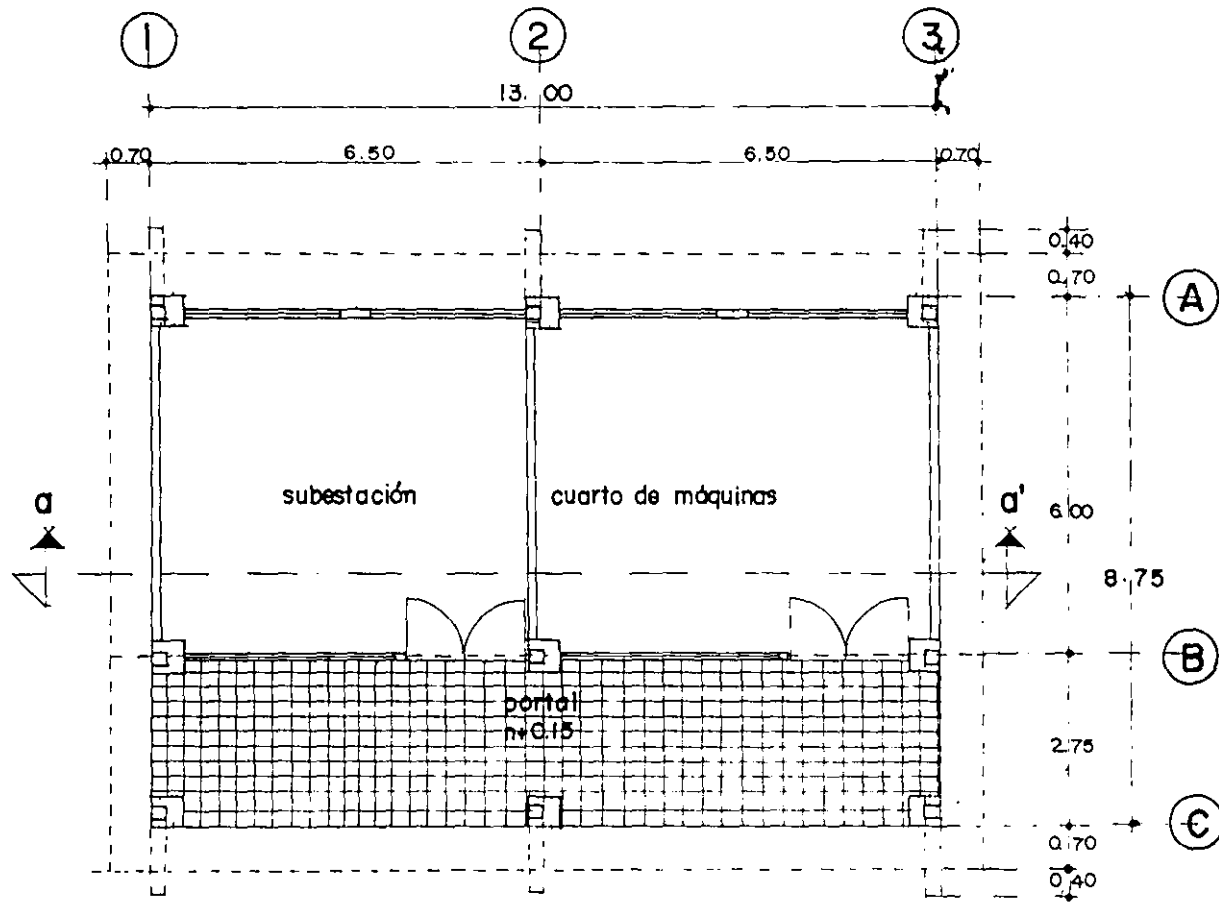 1 2 3
13.00
0.70 6.50 6.50 0.70
0.40
0.70
A
subestación cuarto de máquinas
a a'
6.00
8.75
B
portal
n+0.15
2.75
C
0.70
0.40